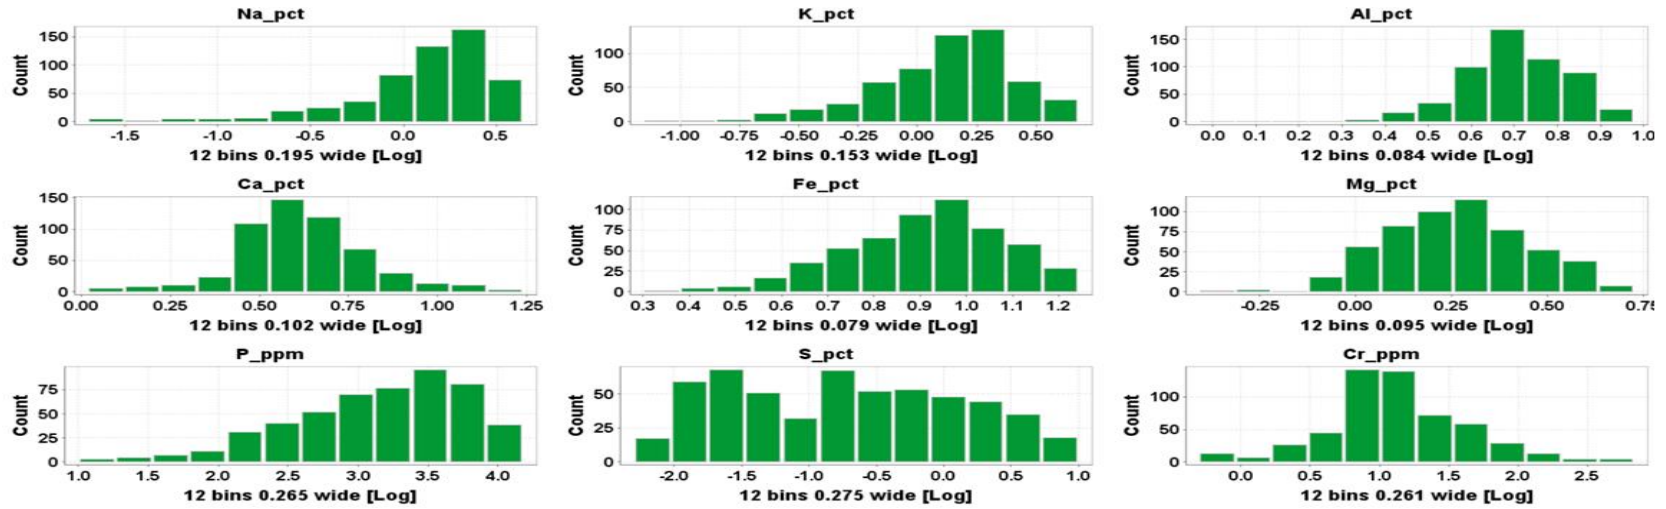 Na_pct K_pct Al_pct
Count 150 100 50 0 Count 100 50 0 Count 150 100 50 0
-1.5 -1.0 -0.5 0.0 0.5 -1.00 -0.75 -0.50 -0.25 0.00 0.25 0.50 0.0 0.1 0.2 0.3 0.4 0.5 0.6 0.7 0.8 0.9 1.0
12 bins 0.195 wide [Log] 12 bins 0.153 wide [Log] 12 bins 0.084 wide [Log]
Ca_pct Fe_pct Mg_pct
Count 150 100 50 0 Count 100 75 50 25 0 Count 100 75 50 25 0
0.00 0.25 0.50 0.75 1.00 1.25 0.3 0.4 0.5 0.6 0.7 0.8 0.9 1.0 1.1 1.2 -0.25 0.00 0.25 0.50 0.75
12 bins 0.102 wide [Log] 12 bins 0.079 wide [Log] 12 bins 0.095 wide [Log]
P_ppm S_pct Cr_ppm
Count 75 50 25 0 Count 50 25 0 Count 100 50 0
1.0 1.5 2.0 2.5 3.0 3.5 4.0 -2.0 -1.5 -1.0 -0.5 0.0 0.5 1.0 0.0 0.5 1.0 1.5 2.0 2.5
12 bins 0.265 wide [Log] 12 bins 0.275 wide [Log] 12 bins 0.261 wide [Log]